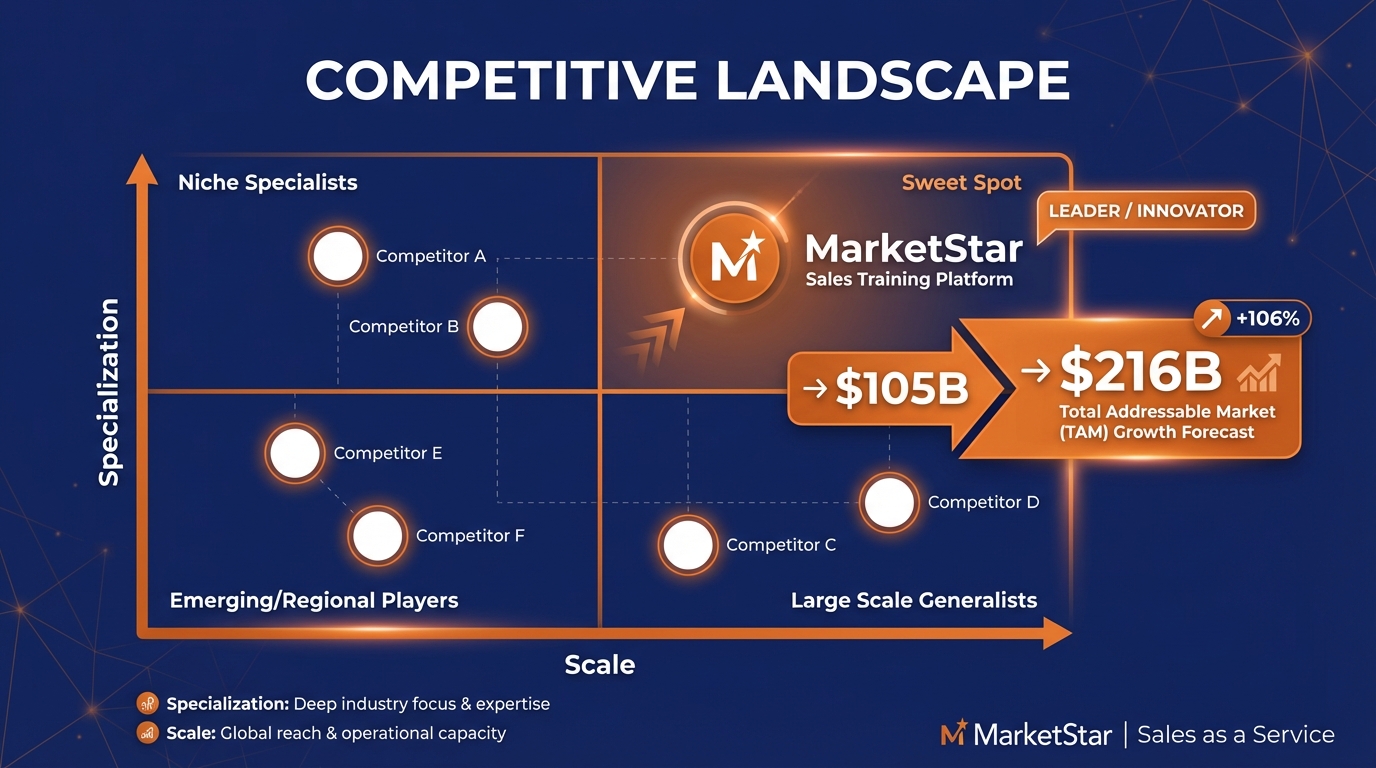 COMPETITIVE LANDSCAPE
Niche Specialists
Sweet Spot
LEADER / INNOVATOR
Competitor A
MarketStar
Sales Training Platform
Competitor B
+106%
$216B
$105B
Total Addressable Market
(TAM) Growth Forecast
Specialization
Competitor E
Competitor D
Competitor F
Competitor C
Emerging/Regional Players
Large Scale Generalists
Scale
Specialization: Deep industry focus & expertise
Scale: Global reach & operational capacity
MarketStar | Sales as a Service